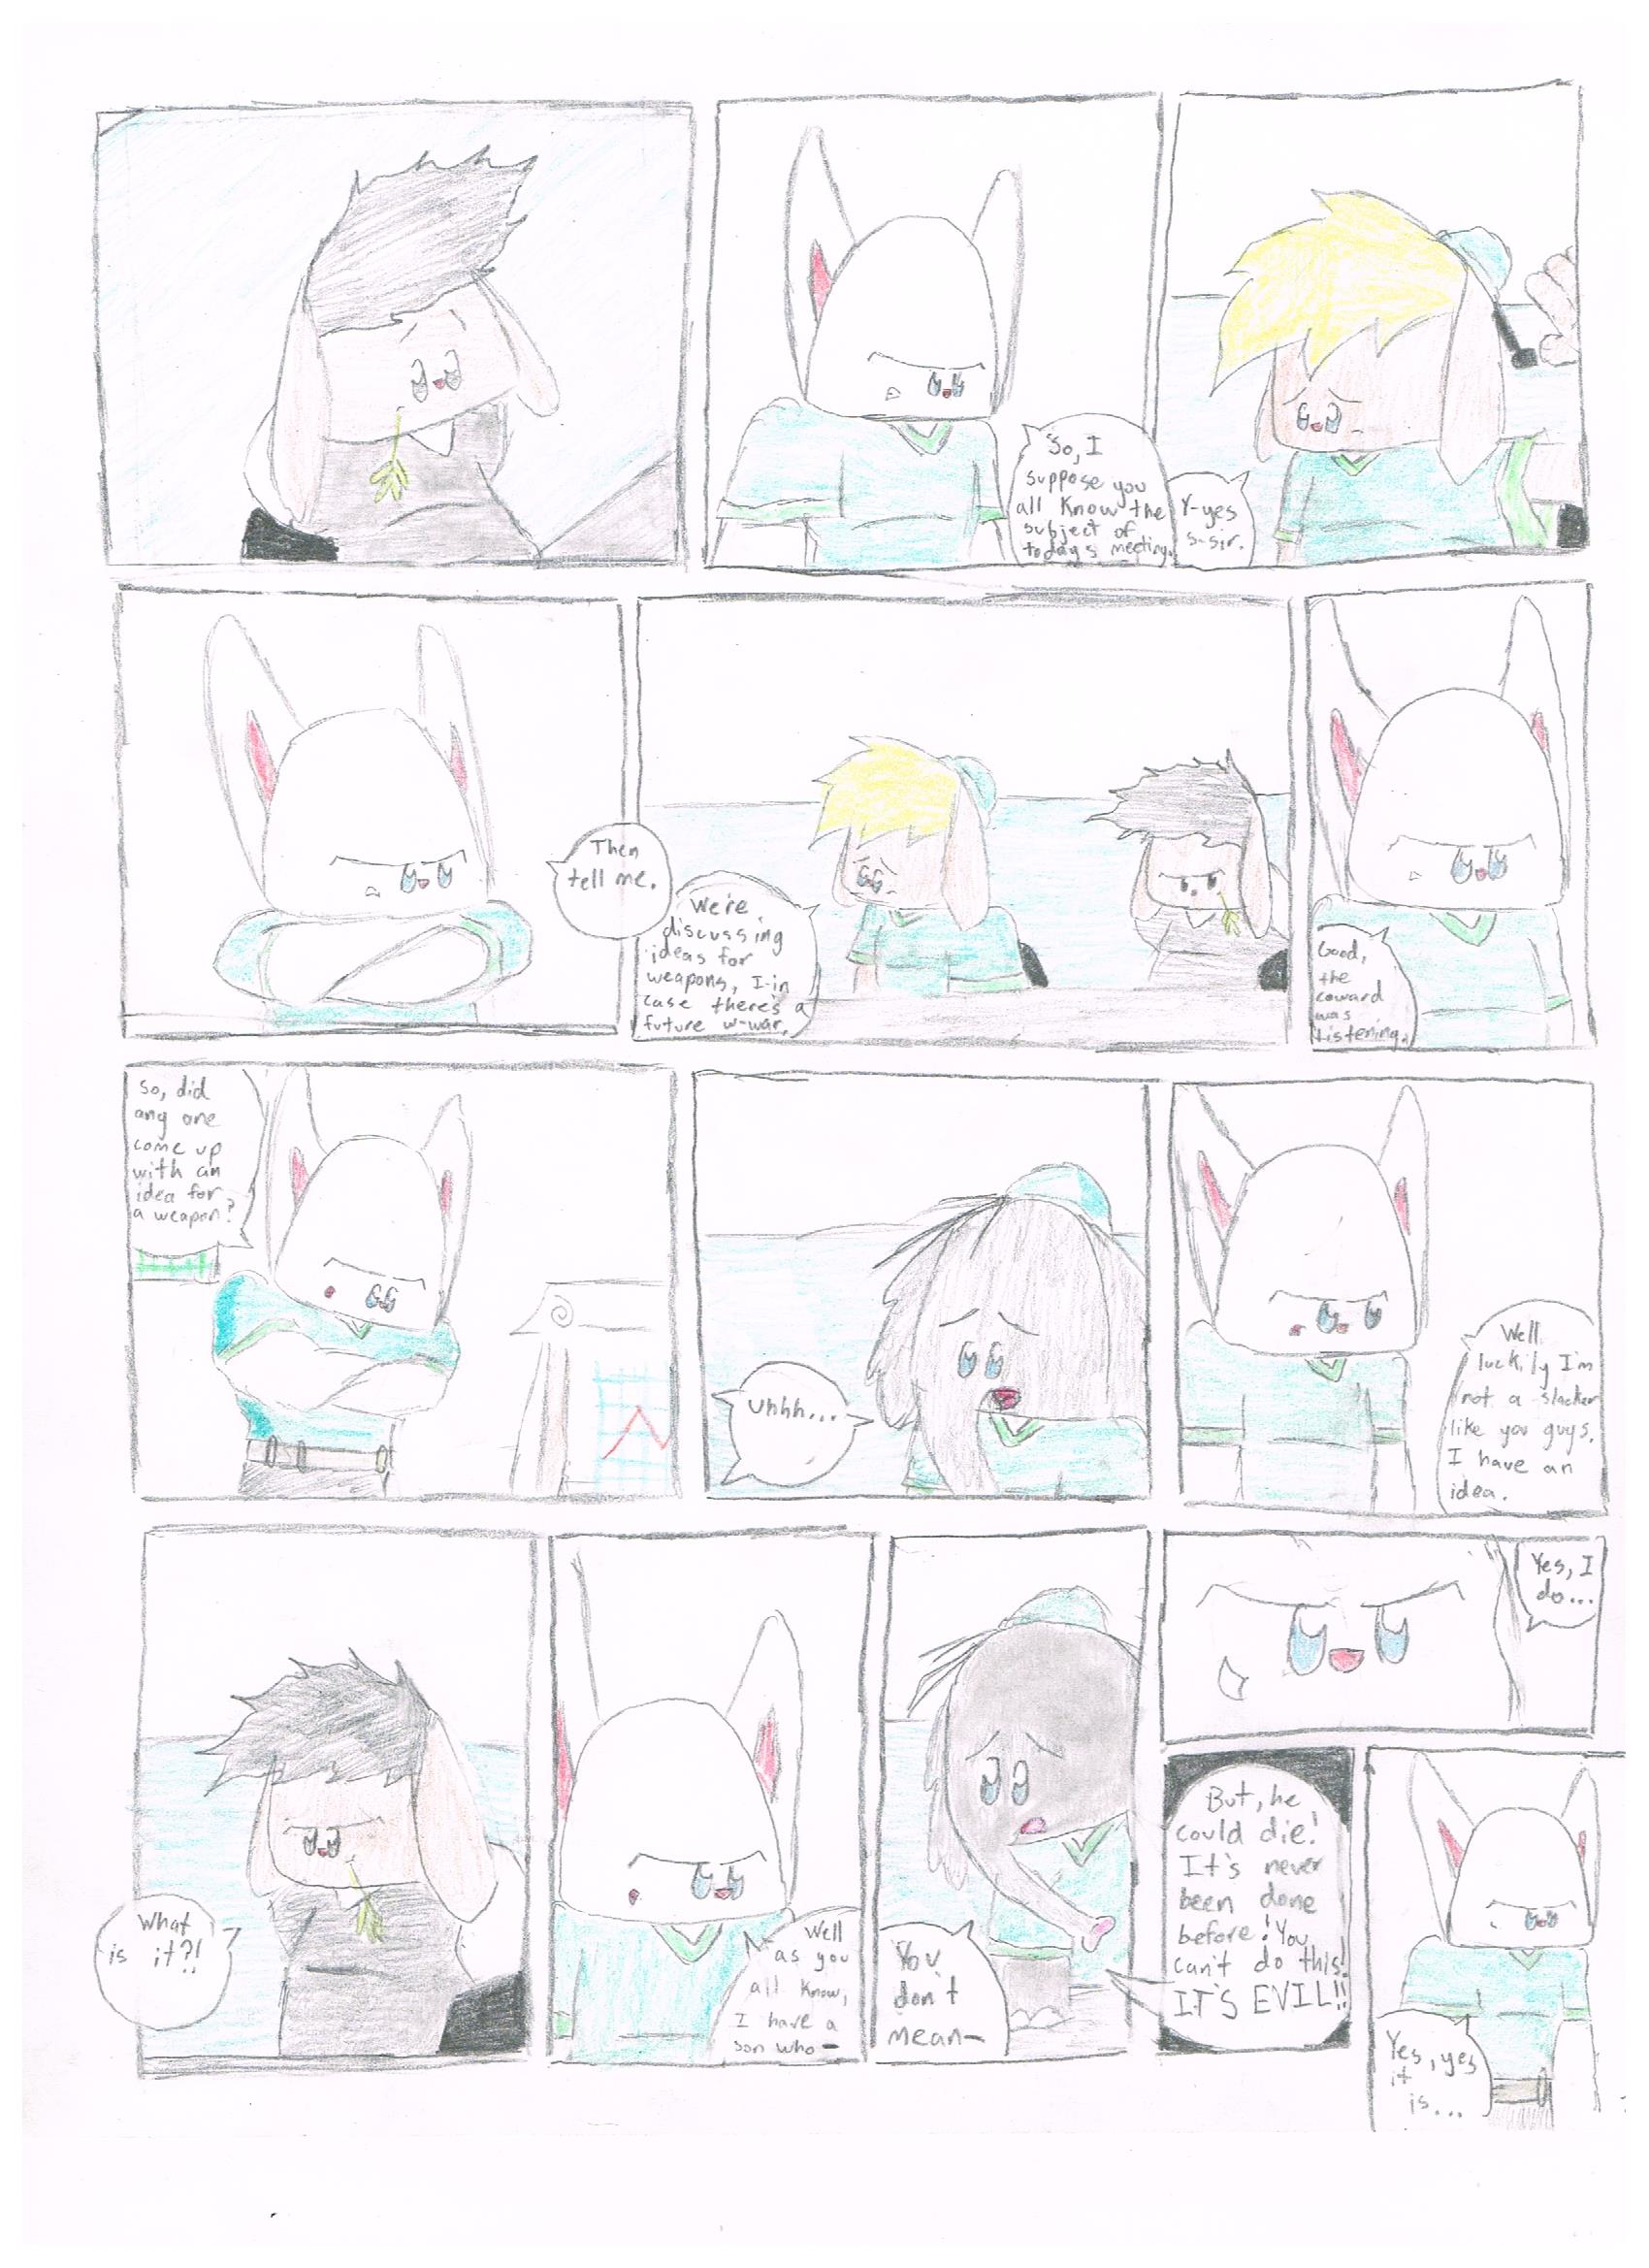 So, I
suppose you
all know the
subject of
todays meeting.
Y-yes
s-sir.
Then
tell me.
We're
discussing
ideas for
weapons, I-in
case there's a
future w-war.
Good,
the
coward
was
listening.
So, did
any one
come up
with an
idea for
a weapon?
Uhhh...
Well
luckily I'm
not a slacker
like you guys.
I have an
idea.
What
is it?!
Well
as you
all know,
I have a
son who-
You
don't
mean-
Yes, I
do...
But, he
could die!
It's never
been done
before! You
can't do this!
IT'S EVIL!!
Yes, yes
it
is...